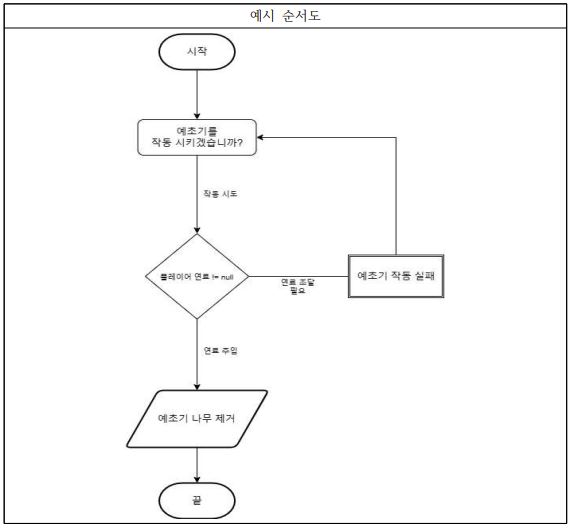 예시 순서도
시작
예초기를
작동 시키겠습니까?
작동 시도
플레이어 연료 != null
연료 조달
필요
예초기 작동 실패
연료 주입
예초기 나무 제거
끝